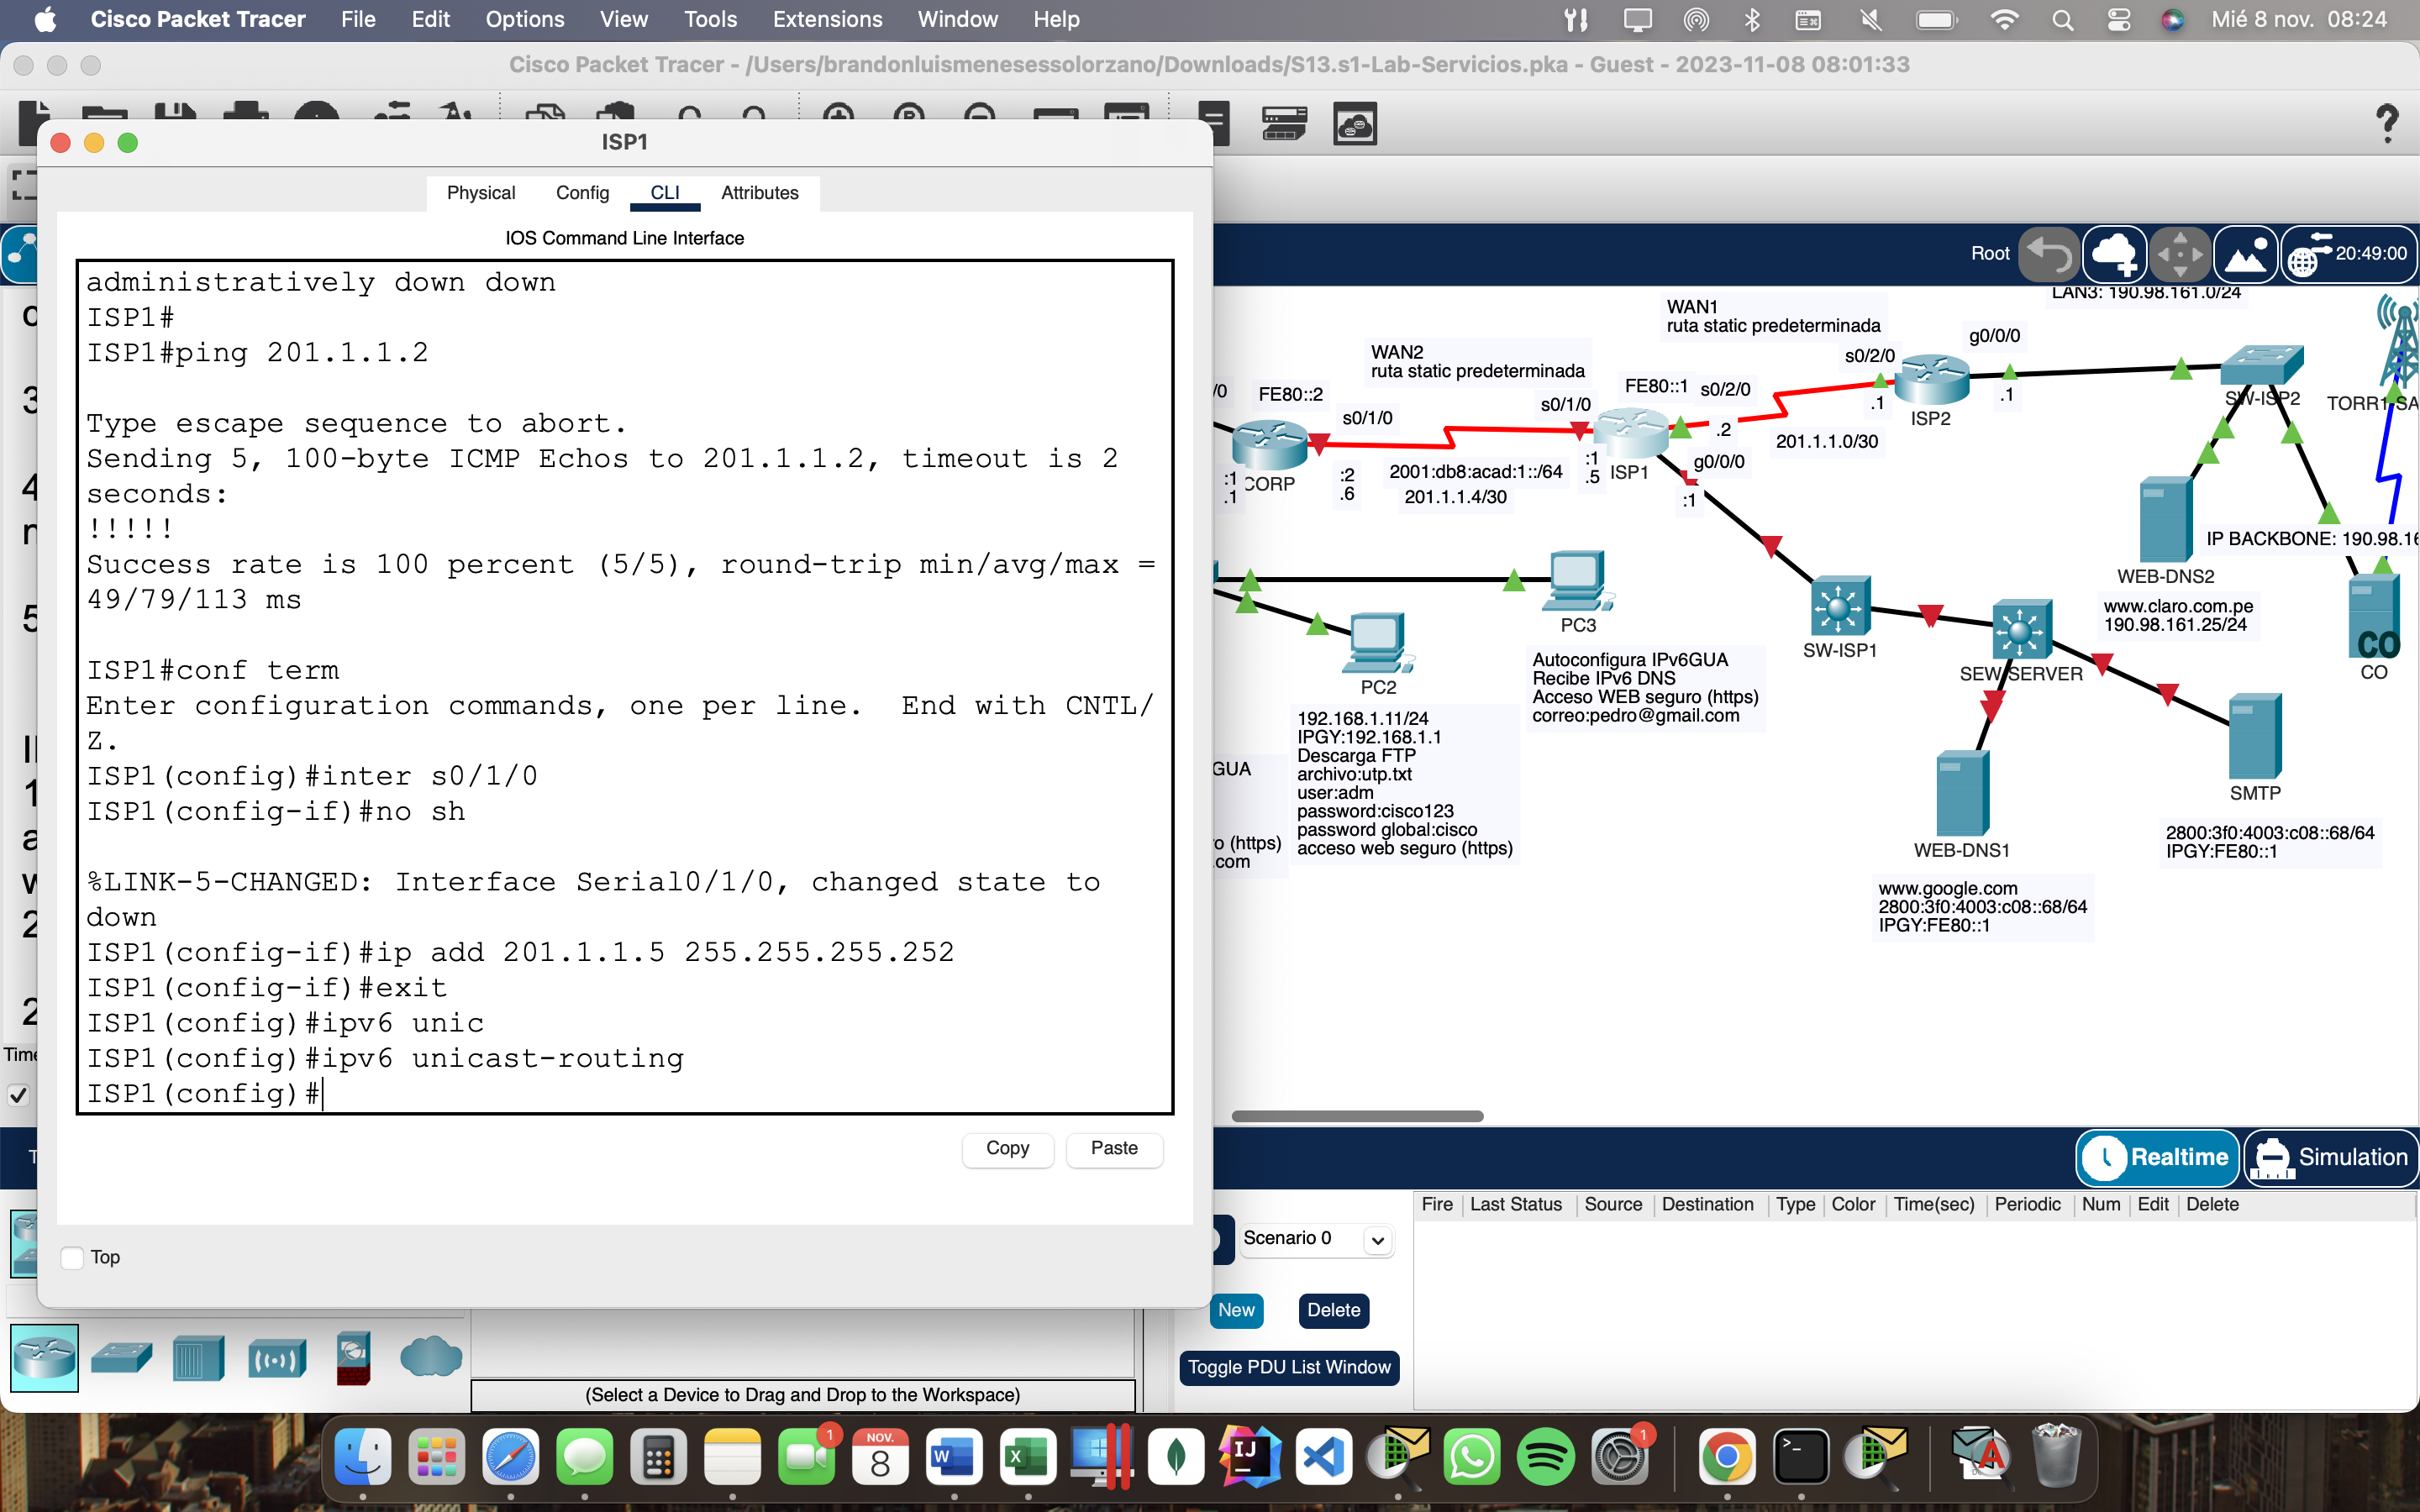 Cisco Packet Tracer File Edit Options View Tools Extensions Window Help Mié 8 nov. 08:24
Cisco Packet Tracer - /Users/brandonluismenesessolorzano/Downloads/S13.s1-Lab-Servicios.pka - Guest - 2023-11-08 08:01:33
ISP1
Physical Config CLI Attributes
IOS Command Line Interface
administratively down down
ISP1#
ISP1#ping 201.1.1.2
Type escape sequence to abort.
Sending 5, 100-byte ICMP Echos to 201.1.1.2, timeout is 2
seconds:
!!!!!
Success rate is 100 percent (5/5), round-trip min/avg/max =
49/79/113 ms
ISP1#conf term
Enter configuration commands, one per line.  End with CNTL/
Z.
ISP1(config)#inter s0/1/0
ISP1(config-if)#no sh
%LINK-5-CHANGED: Interface Serial0/1/0, changed state to
down
ISP1(config-if)#ip add 201.1.1.5 255.255.255.252
ISP1(config-if)#exit
ISP1(config)#ipv6 unic
ISP1(config)#ipv6 unicast-routing
ISP1(config)#
Copy Paste
Top
3
4
5
1
2
2
Time
Root 20:49:00
LAN3: 190.98.161.0/24
WAN1
ruta static predeterminada
g0/0/0
WAN2
ruta static predeterminada
s0/2/0
/0
FE80::2
FE80::1
s0/2/0
s0/1/0
s0/1/0
.1
ISP2
.1
SW-ISP2
.2
201.1.1.0/30
:1
.1
CORP
:2
.6
2001:db8:acad:1::/64
201.1.1.4/30
:1
.5
ISP1
g0/0/0
:1
IP BACKBONE: 190.98.16
WEB-DNS2
www.claro.com.pe
190.98.161.25/24
CO
CO
PC3
Autoconfigura IPv6GUA
Recibe IPv6 DNS
Acceso WEB seguro (https)
correo:pedro@gmail.com
SW-ISP1
SEW SERVER
PC2
192.168.1.11/24
IPGY:192.168.1.1
Descarga FTP
archivo:utp.txt
user:adm
password:cisco123
password global:cisco
acceso web seguro (https)
GUA
o (https)
.com
SMTP
2800:3f0:4003:c08::68/64
IPGY:FE80::1
WEB-DNS1
www.google.com
2800:3f0:4003:c08::68/64
IPGY:FE80::1
Realtime Simulation
Fire Last Status Source Destination Type Color Time(sec) Periodic Num Edit Delete
Scenario 0
New Delete
Toggle PDU List Window
(Select a Device to Drag and Drop to the Workspace)
1
NOV.
8
1